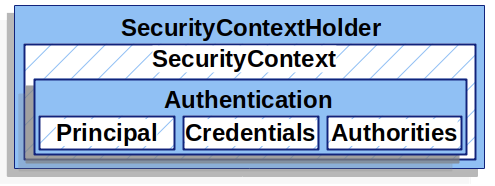 SecurityContextHolder
SecurityContext
Authentication
Principal Credentials Authorities